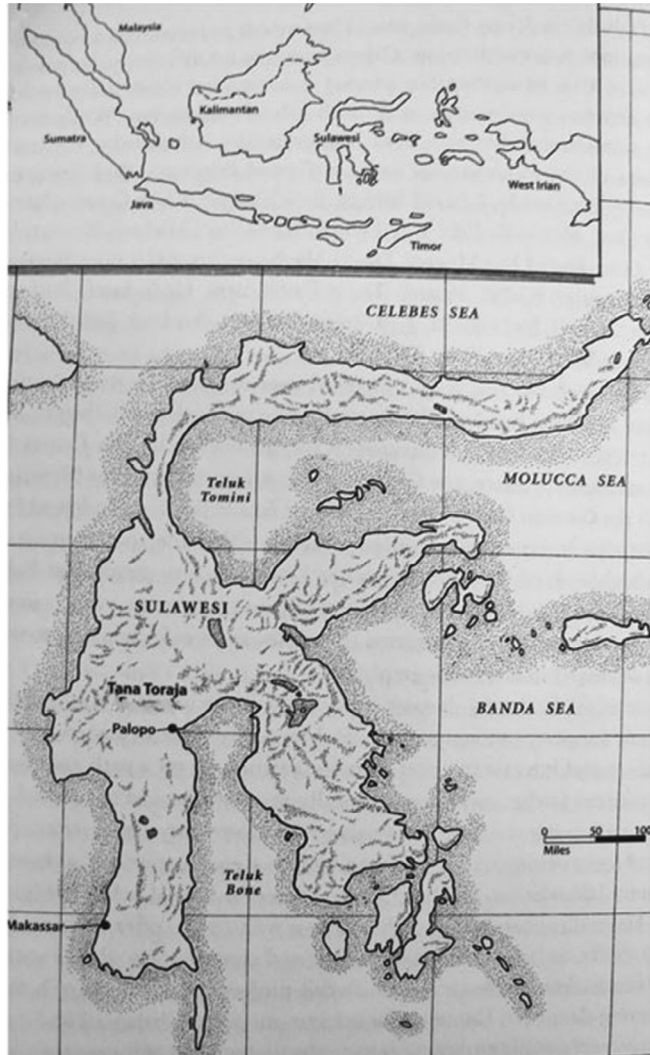 Malaysia
Kalimantan
Sumatra
Sulawesi
West Irian
Java
Timor
CELEBES SEA
Teluk
Tomini
MOLUCCA SEA
SULAWESI
Tana Toraja
Palopo
BANDA SEA
0 50 100
Miles
Teluk
Bone
Makassar